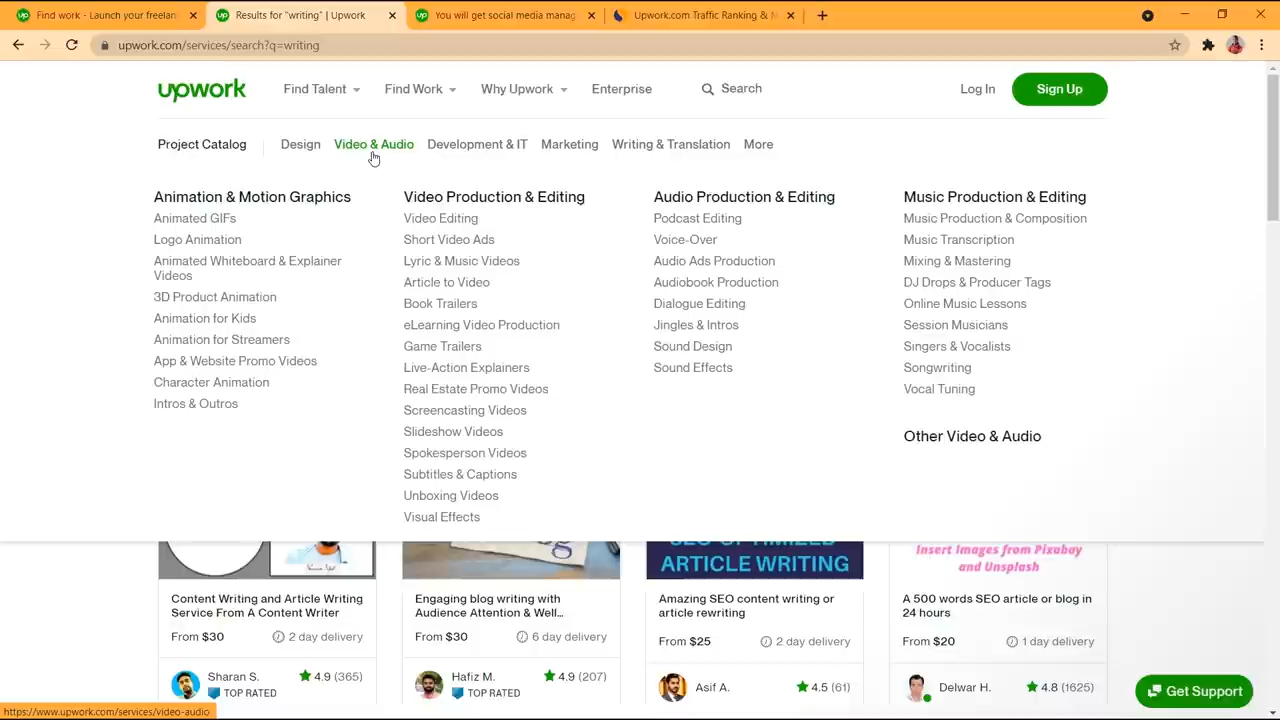 Find work - Launch your freelan
Results for "writing" | Upwork
You will get social media manag
Upwork.com Traffic Ranking & M
upwork.com/services/search?q=writing
upwork
Find Talent
Find Work
Why Upwork
Enterprise
Search
Log In
Sign Up
Project Catalog
Design
Video & Audio
Development & IT
Marketing
Writing & Translation
More
Animation & Motion Graphics
Animated GIFs
Logo Animation
Animated Whiteboard & Explainer
Videos
3D Product Animation
Animation for Kids
Animation for Streamers
App & Website Promo Videos
Character Animation
Intros & Outros
Video Production & Editing
Video Editing
Short Video Ads
Lyric & Music Videos
Article to Video
Book Trailers
eLearning Video Production
Game Trailers
Live-Action Explainers
Real Estate Promo Videos
Screencasting Videos
Slideshow Videos
Spokesperson Videos
Subtitles & Captions
Unboxing Videos
Visual Effects
Audio Production & Editing
Podcast Editing
Voice-Over
Audio Ads Production
Audiobook Production
Dialogue Editing
Jingles & Intros
Sound Design
Sound Effects
Music Production & Editing
Music Production & Composition
Music Transcription
Mixing & Mastering
DJ Drops & Producer Tags
Online Music Lessons
Session Musicians
Singers & Vocalists
Songwriting
Vocal Tuning
Other Video & Audio
Content Writing and Article Writing
Service From A Content Writer
From $30
2 day delivery
Sharan S.
4.9 (365)
TOP RATED
Engaging blog writing with
Audience Attention & Well...
From $30
6 day delivery
Hafiz M.
4.9 (207)
TOP RATED
SEO OPTIMIZED
ARTICLE WRITING
Amazing SEO content writing or
article rewriting
From $25
2 day delivery
Asif A.
4.5 (61)
Insert Images from Pixabay
and Unsplash
A 500 words SEO article or blog in
24 hours
From $20
1 day delivery
Delwar H.
4.8 (1625)
Get Support
https://www.upwork.com/services/video-audio